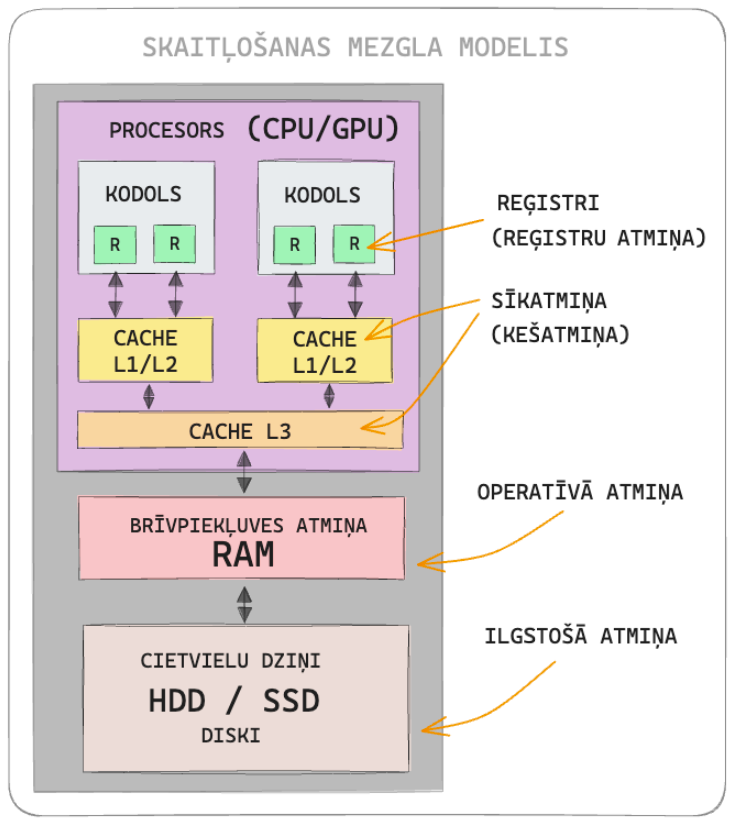 SKAITĻOŠANAS MEZGLA MODELIS
PROCESORS (CPU/GPU)
KODOLS
R R
KODOLS
R R
REĢISTRI
(REĢISTRU ATMIŅA)
CACHE
L1/L2
CACHE
L1/L2
SĪKATMIŅA
(KEŠATMIŅA)
CACHE L3
BRĪVPIEKĻUVES ATMIŅA
RAM
OPERATĪVĀ ATMIŅA
CIETVIELU DZIŅI
HDD / SSD
DISKI
ILGSTOŠĀ ATMIŅA